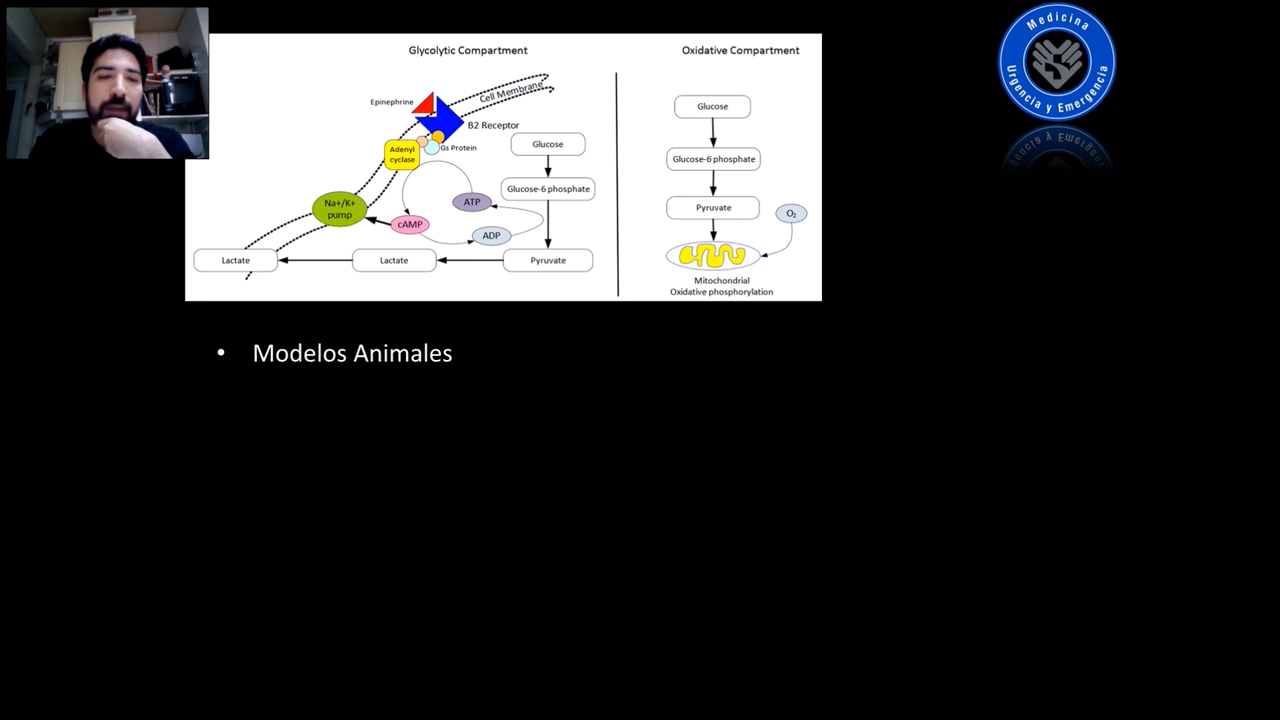 Glycolytic Compartment
Oxidative Compartment
Epinephrine
Cell Membrane
B2 Receptor
Adenyl
cyclase
Gs Protein
Glucose
Glucose-6 phosphate
Na+/K+
pump
ATP
cAMP
ADP
Lactate
Lactate
Pyruvate
Glucose
Glucose-6 phosphate
Pyruvate
O₂
Mitochondrial
Oxidative phosphorylation
Medicina
Urgencia y Emergencia
• Modelos Animales